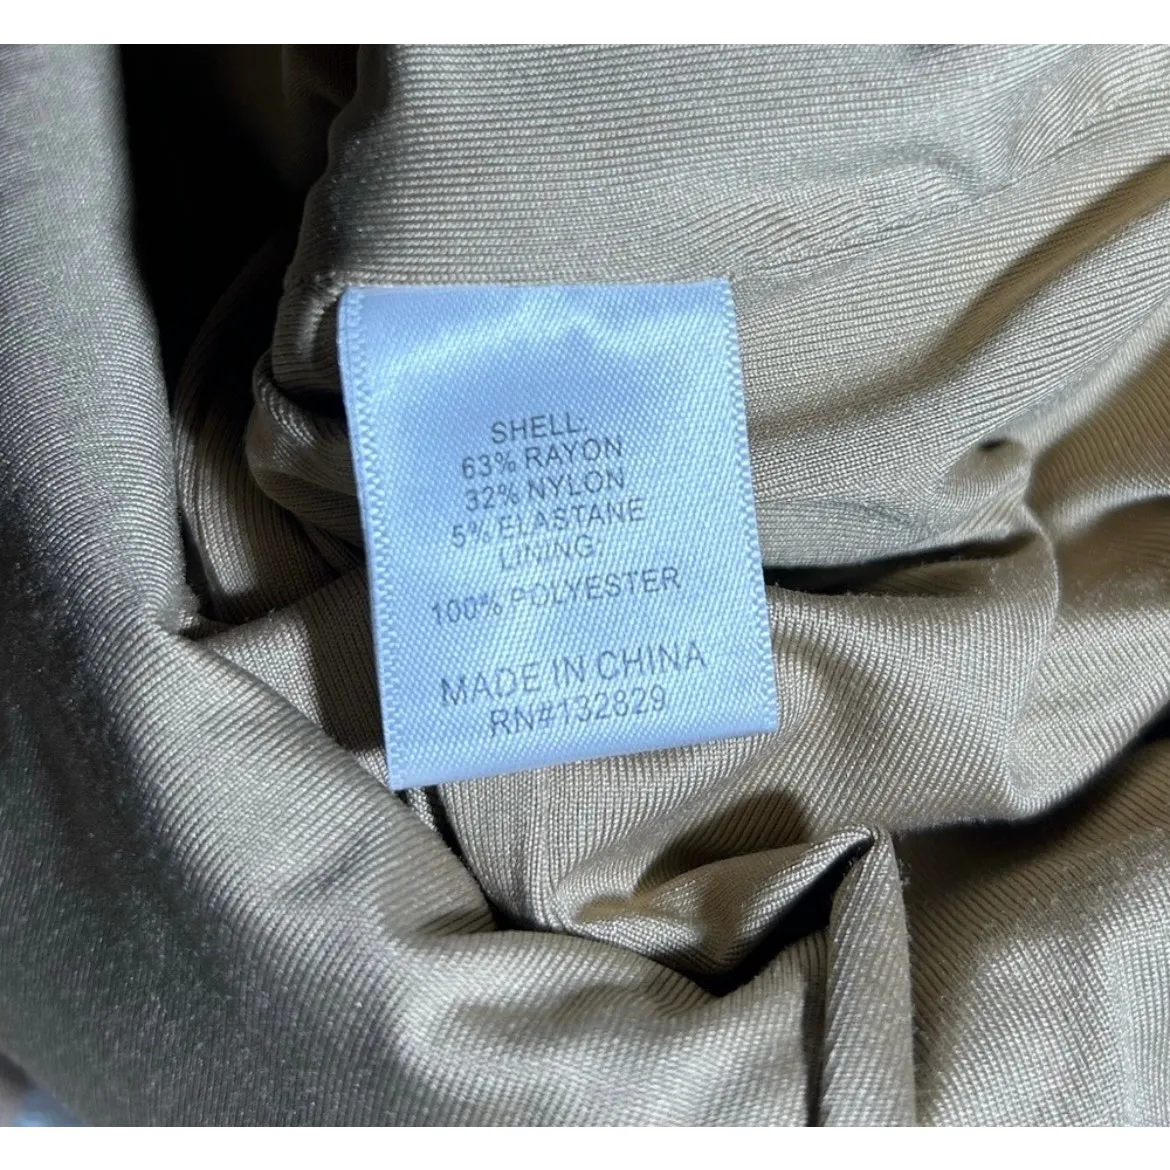 SHELL:
63% RAYON
32% NYLON
5% ELASTANE
LINING:
100% POLYESTER
MADE IN CHINA
RN#132829